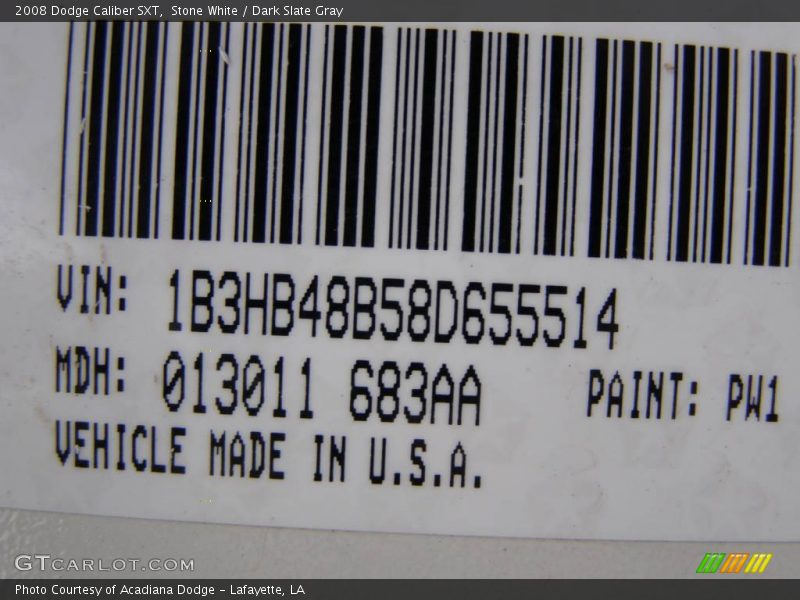 2008 Dodge Caliber SXT, Stone White / Dark Slate Gray
VIN: 1B3HB48B58D655514
MDH: 013011 683AA PAINT: PW1
VEHICLE MADE IN U.S.A.
GTCARLOT.COM
Photo Courtesy of Acadiana Dodge - Lafayette, LA